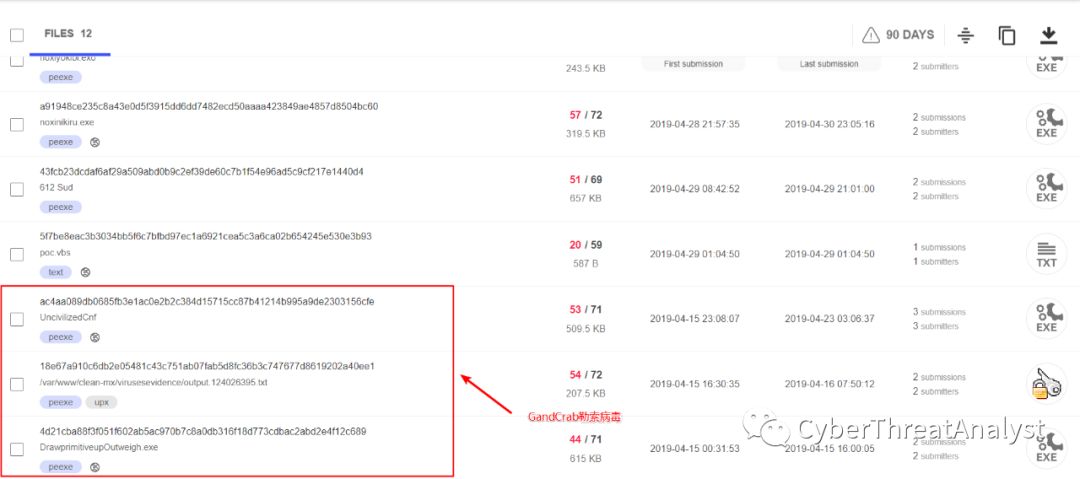 FILES 12
90 DAYS
noxiyokibi.exe
peexe
243.5 KB
First submission
Last submission
2 submitters
EXE
a91948ce235c8a43e0d5f3915dd6dd7482ecd50aaaa423849ae4857d8504bc60
noxinikiru.exe
peexe
57 / 72
319.5 KB
2019-04-28 21:57:35
2019-04-30 23:05:16
2 submissions
2 submitters
EXE
43fcb23dcdaf6af29a509abd0b9c2ef39de60c7b1f54e96ad5c9cf217e1440d4
612 Sud
peexe
51 / 69
657 KB
2019-04-29 08:42:52
2019-04-29 21:01:00
2 submissions
2 submitters
EXE
5f7be8eac3b3034bb5f6c7bfbd97ec1a6921cea5c3a6ca02b654245e530e3b93
poc.vbs
text
20 / 59
587 B
2019-04-29 01:04:50
2019-04-29 01:04:50
1 submissions
1 submitters
TXT
ac4aa089db0685fb3e1ac0e2b2c384d15715cc87b41214b995a9de2303156cfe
UncivilizedCnf
peexe
53 / 71
509.5 KB
2019-04-15 23:08:07
2019-04-23 03:06:37
3 submissions
3 submitters
EXE
18e67a910c6db2e05481c43c751ab07fab5d8fc36b3c747677d8619202a40ee1
/var/www/clean-mx/virusesevidence/output.124026395.txt
peexe upx
54 / 72
207.5 KB
2019-04-15 16:30:35
2019-04-16 07:50:12
2 submissions
2 submitters
GandCrab勒索病毒
4d21cba88f3f051f602ab5ac970b7c8a0db316f18d773cdbac2abd2e4f12c689
DrawprimitiveupOutweigh.exe
peexe
44 / 71
615 KB
2019-04-15 00:31:53
2019-04-15 16:00:05
2 submissions
2 submitters
EXE
CyberThreatAnalyst